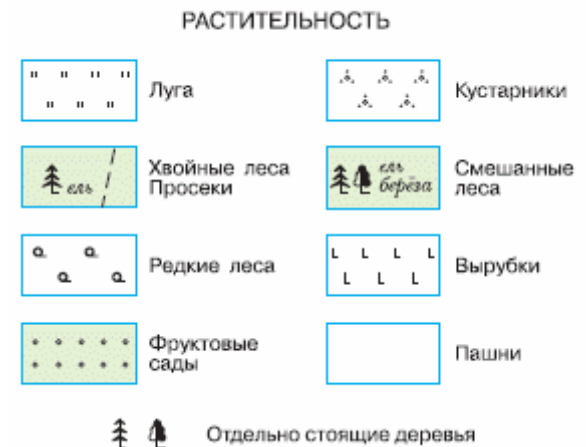 РАСТИТЕЛЬНОСТЬ
Луга
Кустарники
ель
Хвойные леса
Просеки
ель
берёза
Смешанные
леса
Редкие леса
Вырубки
Фруктовые
сады
Пашни
Отдельно стоящие деревья